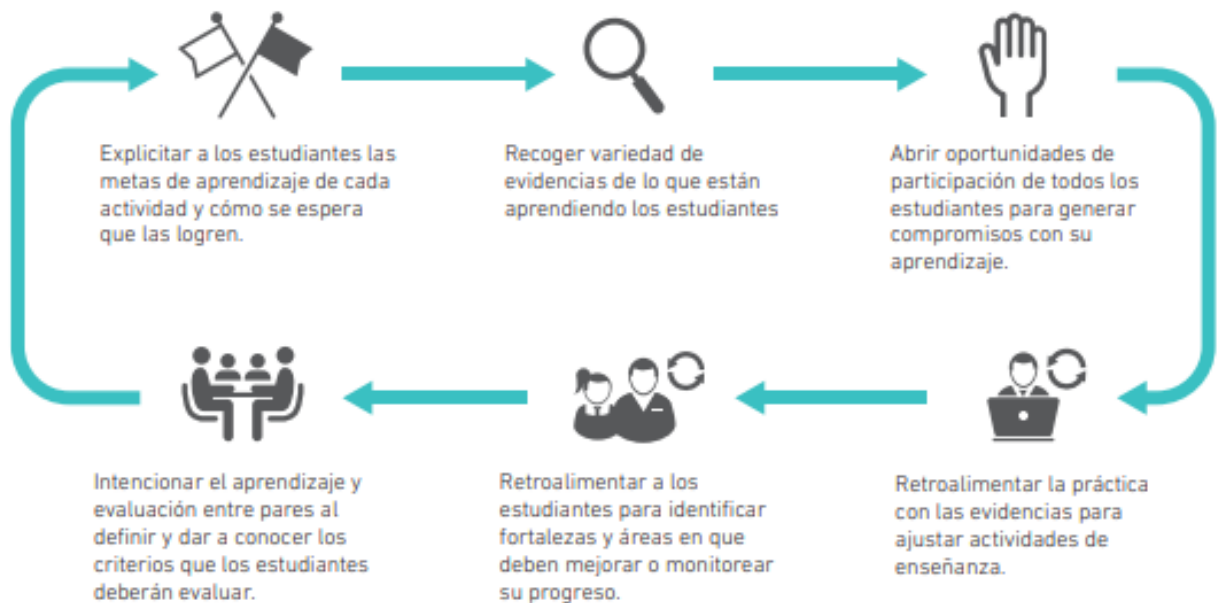 Explicitar a los estudiantes las
metas de aprendizaje de cada
actividad y cómo se espera
que las logren.
Recoger variedad de
evidencias de lo que están
aprendiendo los estudiantes
Abrir oportunidades de
participación de todos los
estudiantes para generar
compromisos con su
aprendizaje.
Intencionar el aprendizaje y
evaluación entre pares al
definir y dar a conocer los
criterios que los estudiantes
deberán evaluar.
Retroalimentar a los
estudiantes para identificar
fortalezas y áreas en que
deben mejorar o monitorear
su progreso.
Retroalimentar la práctica
con las evidencias para
ajustar actividades de
enseñanza.